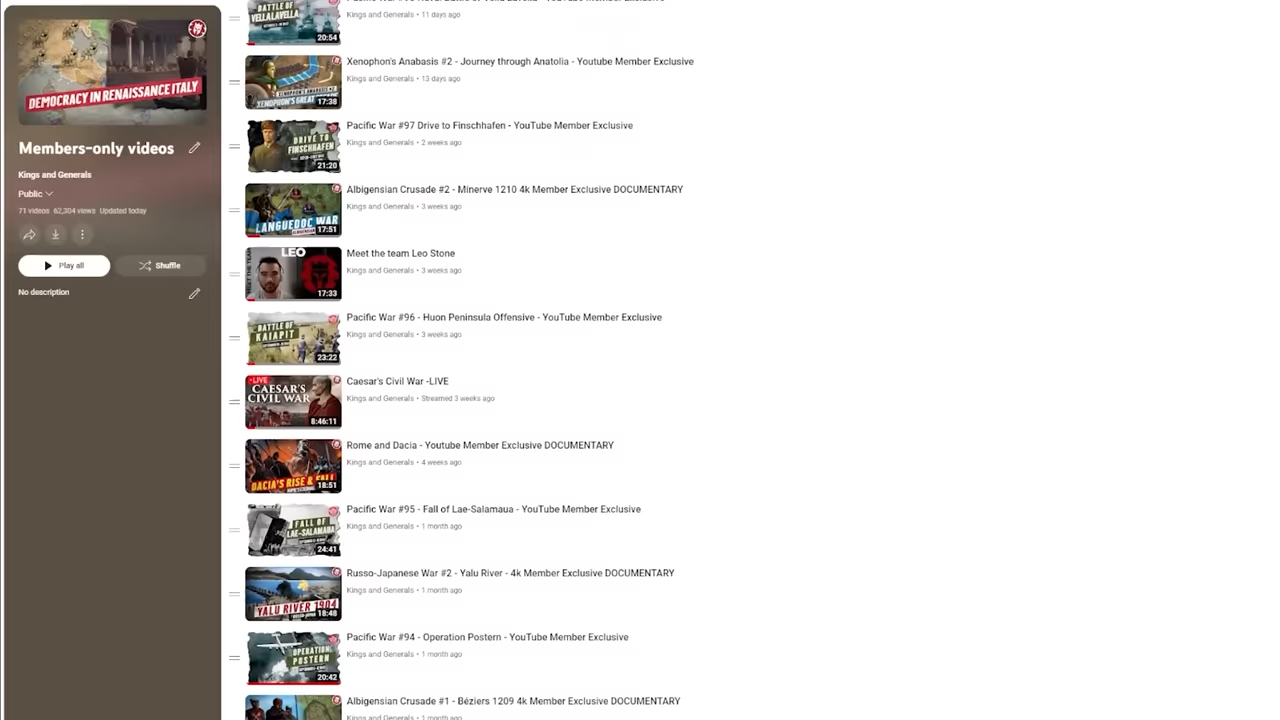 DEMOCRACY IN RENAISSANCE ITALY
Members-only videos
Kings and Generals
Public
71 videos 62,304 views Updated today
Play all
Shuffle
No description
BATTLE OF
VELLALAVELLA
20:54
Kings and Generals • 11 days ago
XENOPHON'S ANABASIS #2
XENOPHON'S GREAT
17:38
Xenophon's Anabasis #2 - Journey through Anatolia - Youtube Member Exclusive
Kings and Generals • 13 days ago
DRIVE TO
FINSCHHAFEN
21:20
Pacific War #97 Drive to Finschhafen - YouTube Member Exclusive
Kings and Generals • 2 weeks ago
LANGUEDOC WAR
17:51
Albigensian Crusade #2 - Minerve 1210 4k Member Exclusive DOCUMENTARY
Kings and Generals • 3 weeks ago
MEET THE TEAM
LEO
17:33
Meet the team Leo Stone
Kings and Generals • 3 weeks ago
BATTLE OF
KAIAPIT
23:22
Pacific War #96 - Huon Peninsula Offensive - YouTube Member Exclusive
Kings and Generals • 3 weeks ago
LIVE
CAESAR'S
CIVIL WAR
8:46:11
Caesar's Civil War -LIVE
Kings and Generals • Streamed 3 weeks ago
DACIA'S RISE & FALL
18:51
Rome and Dacia - Youtube Member Exclusive DOCUMENTARY
Kings and Generals • 4 weeks ago
FALL OF
LAE-SALAMAUA
24:41
Pacific War #95 - Fall of Lae-Salamaua - YouTube Member Exclusive
Kings and Generals • 1 month ago
YALU RIVER 1904
18:48
Russo-Japanese War #2 - Yalu River - 4k Member Exclusive DOCUMENTARY
Kings and Generals • 1 month ago
OPERATION
POSTERN
20:42
Pacific War #94 - Operation Postern - YouTube Member Exclusive
Kings and Generals • 1 month ago
Albigensian Crusade #1 - Béziers 1209 4k Member Exclusive DOCUMENTARY
Kings and Generals • 1 month ago